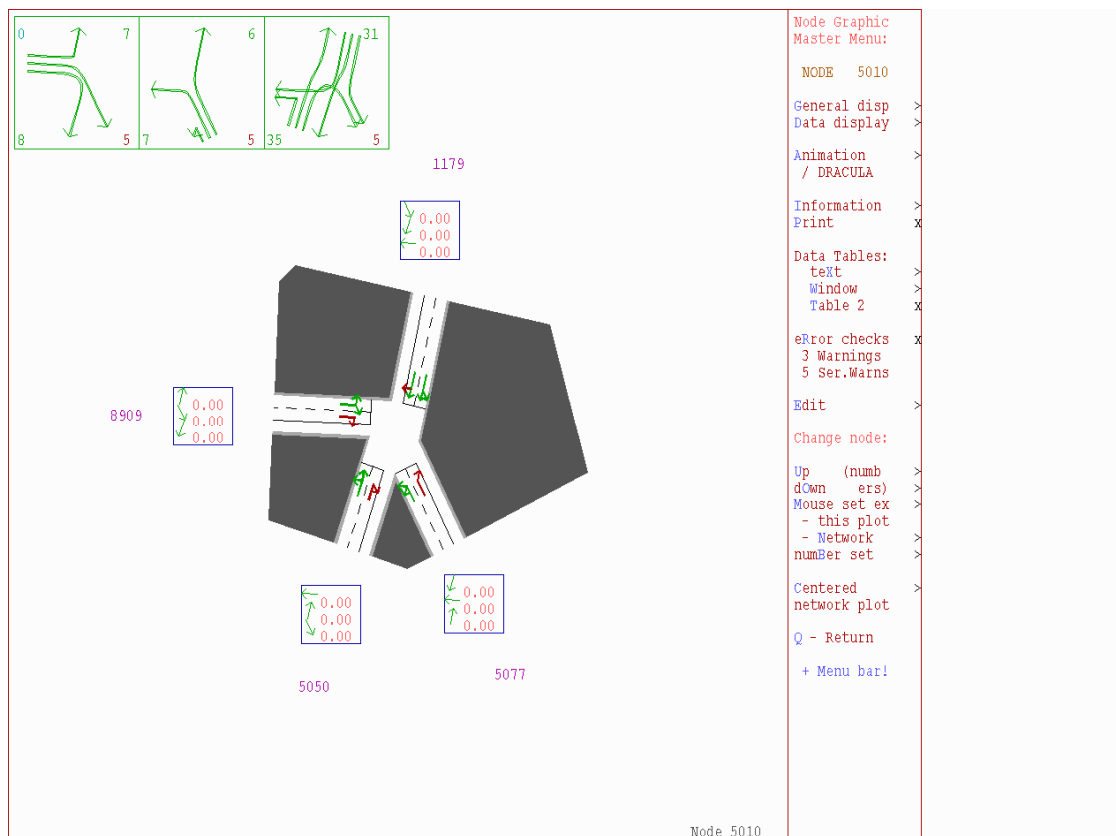 0 7 6 31
8 5 7 5 35 5
1179
0.00
0.00
0.00
8909
0.00
0.00
0.00
0.00
0.00
0.00
5050
0.00
0.00
0.00
5077
Node 5010
Node Graphic
Master Menu:
NODE 5010
General disp >
Data display >
Animation >
/ DRACULA
Information >
Print x
Data Tables:
teXt >
Window >
Table 2 x
eRror checks x
3 Warnings
5 Ser.Warns
Edit >
Change node:
Up (numb >
dOwn ers) >
Mouse set ex >
- this plot
- Network >
numBer set >
Centered >
network plot
Q - Return
+ Menu bar!